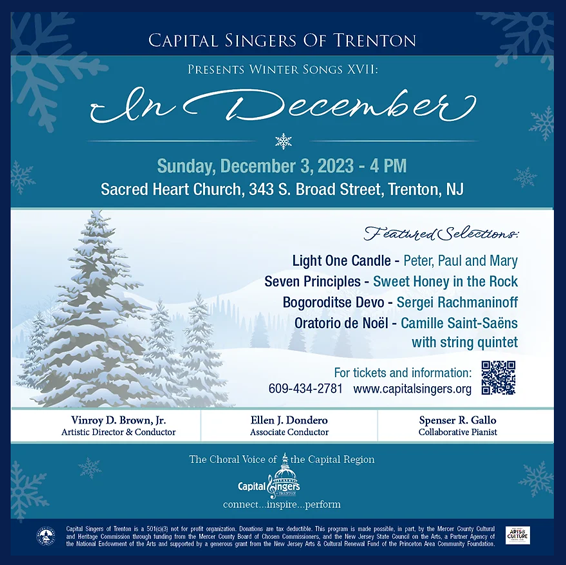 CAPITAL SINGERS OF TRENTON
PRESENTS WINTER SONGS XVII:
In December
Sunday, December 3, 2023 - 4 PM
Sacred Heart Church, 343 S. Broad Street, Trenton, NJ
Featured Selections:
Light One Candle - Peter, Paul and Mary
Seven Principles - Sweet Honey in the Rock
Bogoroditse Devo - Sergei Rachmaninoff
Oratorio de Noël - Camille Saint-Saëns
with string quintet
For tickets and information:
609-434-2781 www.capitalsingers.org
Vinroy D. Brown, Jr.
Artistic Director & Conductor
Ellen J. Dondero
Associate Conductor
Spenser R. Gallo
Collaborative Pianist
The Choral Voice of the Capital Region
Capital Singers
OF TRENTON
connect...inspire...perform
Capital Singers of Trenton is a 501(c)(3) not for profit organization. Donations are tax deductible. This program is made possible, in part, by the Mercer County Cultural
and Heritage Commission through funding from the Mercer County Board of Chosen Commissioners, and the New Jersey State Council on the Arts, a Partner Agency of
the National Endowment of the Arts and supported by a generous grant from the New Jersey Arts & Cultural Renewal Fund of the Princeton Area Community Foundation.
ARTS&
CULTURE